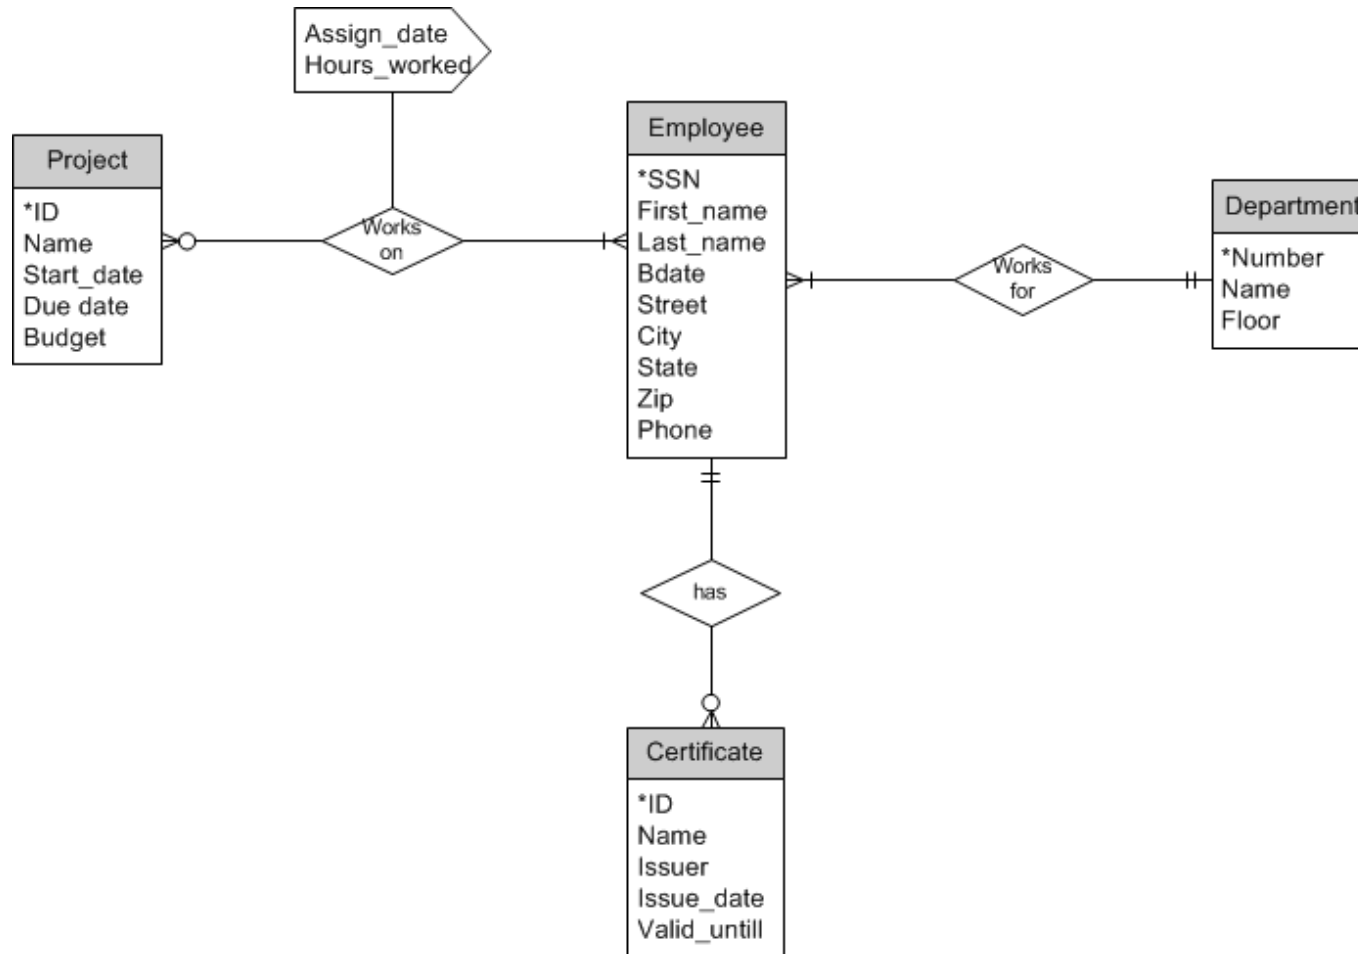 Assign_date
Hours_worked
Project
*ID
Name
Start_date
Due date
Budget
Works
on
Employee
*SSN
First_name
Last_name
Bdate
Street
City
State
Zip
Phone
Works
for
Department
*Number
Name
Floor
has
Certificate
*ID
Name
Issuer
Issue_date
Valid_untill